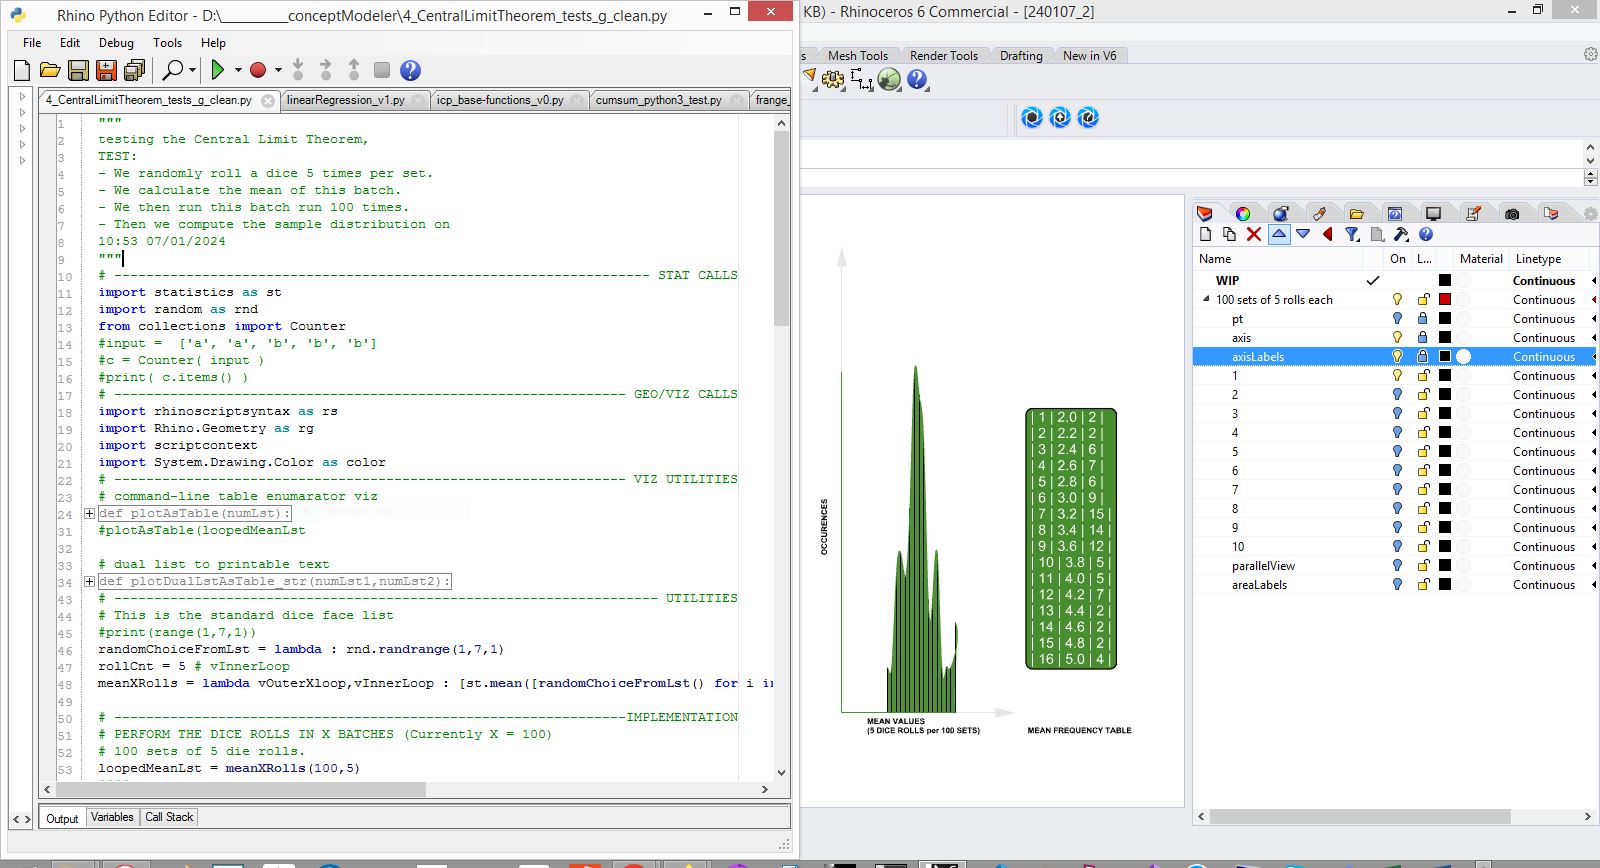 Rhino Python Editor - D:\________conceptModeler\4_CentralLimitTheorem_tests_g_clean.py
File Edit Debug Tools Help
4_CentralLimitTheorem_tests_g_clean.py linearRegression_v1.py icp_base-functions_v0.py cumsum_python3_test.py frange_
1 """
2 testing the Central Limit Theorem,
3 TEST:
4 - We randomly roll a dice 5 times per set.
5 - We calculate the mean of this batch.
6 - We then run this batch run 100 times.
7 - Then we compute the sample distribution on
8 10:53 07/01/2024
9 """
10 # ---------------------------------------------------------------------- STAT CALLS
11 import statistics as st
12 import random as rnd
13 from collections import Counter
14 #input =  ['a', 'a', 'b', 'b', 'b']
15 #c = Counter( input )
16 #print( c.items() )
17 # ------------------------------------------------------------------- GEO/VIZ CALLS
18 import rhinoscriptsyntax as rs
19 import Rhino.Geometry as rg
20 import scriptcontext
21 import System.Drawing.Color as color
22 # ------------------------------------------------------------------- VIZ UTILITIES
23 # command-line table enumarator viz
24 def plotAsTable(numLst):
31 #plotAsTable(loopedMeanLst
32
33 # dual list to printable text
34 def plotDualLstAsTable_str(numLst1,numLst2):
43 # ----------------------------------------------------------------------- UTILITIES
44 # This is the standard dice face list
45 #print(range(1,7,1))
46 randomChoiceFromLst = lambda : rnd.randrange(1,7,1)
47 rollCnt = 5 # vInnerLoop
48 meanXRolls = lambda vOuterXloop,vInnerLoop : [st.mean([randomChoiceFromLst() for i in
49
50 # -------------------------------------------------------------------IMPLEMENTATION
51 # PERFORM THE DICE ROLLS IN X BATCHES (Currently X = 100)
52 # 100 sets of 5 die rolls.
53 loopedMeanLst = meanXRolls(100,5)
Output Variables Call Stack
KB) - Rhinoceros 6 Commercial - [240107_2]
s Mesh Tools Render Tools Drafting New in V6
OCCURENCES
MEAN VALUES
(5 DICE ROLLS per 100 SETS)
| 1 | 2.0 | 2 |
| 2 | 2.2 | 2 |
| 3 | 2.4 | 6 |
| 4 | 2.6 | 7 |
| 5 | 2.8 | 6 |
| 6 | 3.0 | 9 |
| 7 | 3.2 | 15 |
| 8 | 3.4 | 14 |
| 9 | 3.6 | 12 |
| 10 | 3.8 | 5 |
| 11 | 4.0 | 5 |
| 12 | 4.2 | 7 |
| 13 | 4.4 | 2 |
| 14 | 4.6 | 2 |
| 15 | 4.8 | 2 |
| 16 | 5.0 | 4 |
MEAN FREQUENCY TABLE
Name On L... Material Linetype
WIP Continuous
100 sets of 5 rolls each Continuous
pt Continuous
axis Continuous
axisLabels Continuous
1 Continuous
2 Continuous
3 Continuous
4 Continuous
5 Continuous
6 Continuous
7 Continuous
8 Continuous
9 Continuous
10 Continuous
parallelView Continuous
areaLabels Continuous